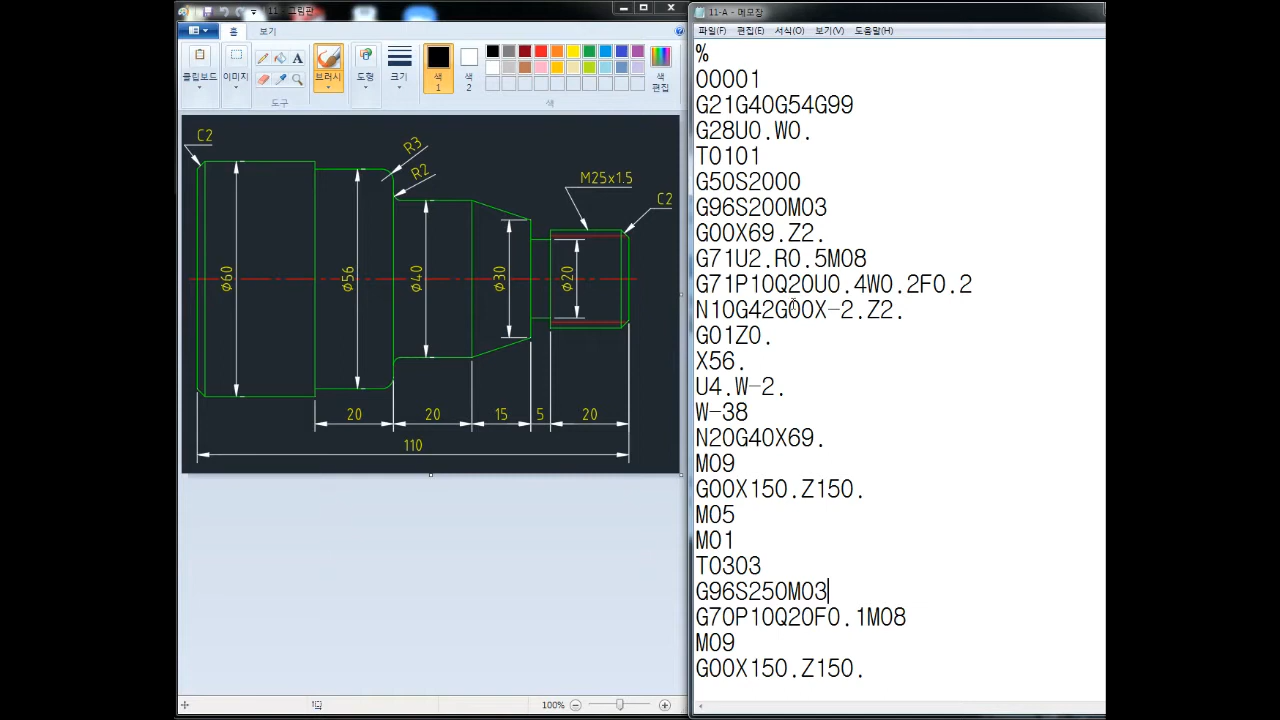 홈
보기
클립보드
이미지
도구
브러시
도형
크기
색
1
색
2
색
편집
색
C2
R3
R2
M25x1.5
C2
ø60
ø56
ø40
ø30
ø20
20
20
15
5
20
110
100%
11-A - 메모장
파일(F) 편집(E) 서식(O) 보기(V) 도움말(H)
%
O0001
G21G40G54G99
G28U0.W0.
T0101
G50S2000
G96S200M03
G00X69.Z2.
G71U2.R0.5M08
G71P10Q20U0.4W0.2F0.2
N10G42G00X-2.Z2.
G01Z0.
X56.
U4.W-2.
W-38
N20G40X69.
M09
G00X150.Z150.
M05
M01
T0303
G96S250M03
G70P10Q20F0.1M08
M09
G00X150.Z150.